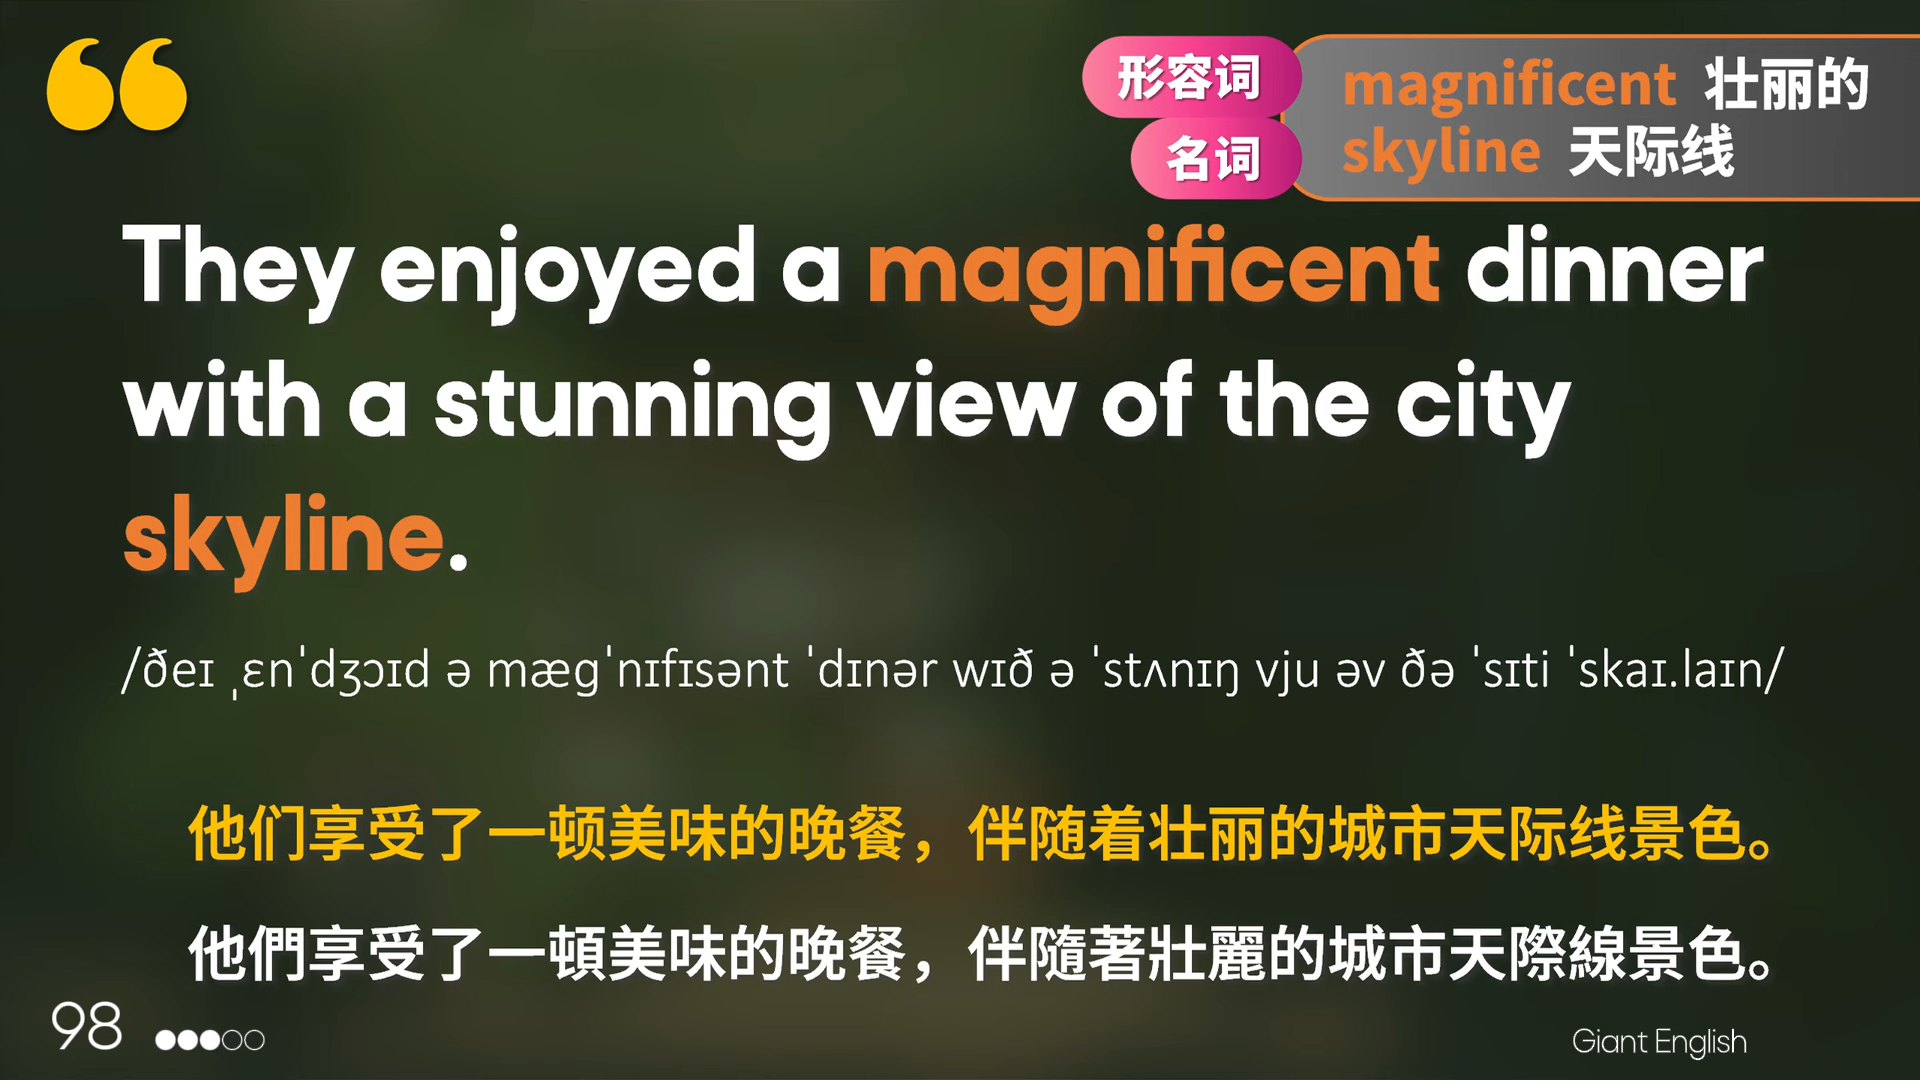 形容词
magnificent 壮丽的
名词
skyline 天际线
They enjoyed a magnificent dinner
with a stunning view of the city
skyline.
/ðeɪ ˌɛnˈdʒɔɪd ə mægˈnɪfɪsənt ˈdɪnər wɪð ə ˈstʌnɪŋ vju əv ðə ˈsɪti ˈskaɪ.laɪn/
他们享受了一顿美味的晚餐，伴随着壮丽的城市天际线景色。
他們享受了一頓美味的晚餐，伴隨著壯麗的城市天際線景色。
98
Giant English